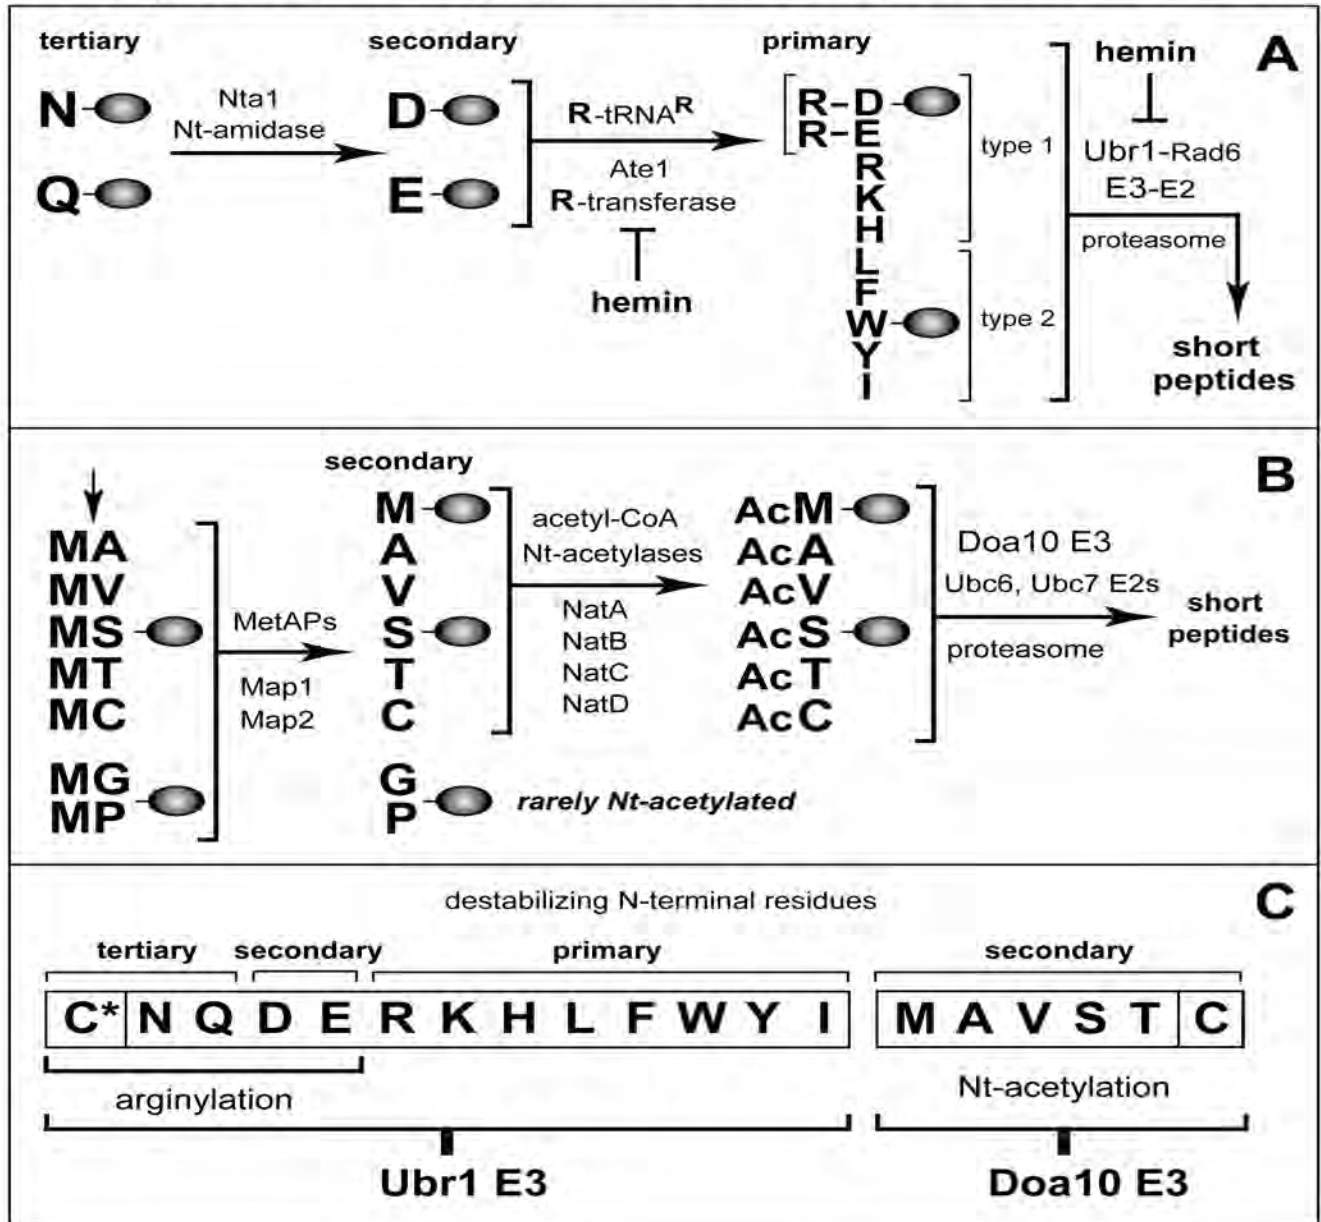 A
tertiary
secondary
primary
N
Q
Nta1
Nt-amidase
D
E
R-tRNAR
Ate1
R-transferase
hemin
R-D
R-E
R
K
H
L
F
W
Y
I
type 1
type 2
hemin
Ubr1-Rad6
E3-E2
proteasome
short
peptides
B
MA
MV
MS
MT
MC
MG
MP
MetAPs
Map1
Map2
secondary
M
A
V
S
T
C
G
P
rarely Nt-acetylated
acetyl-CoA
Nt-acetylases
NatA
NatB
NatC
NatD
AcM
AcA
AcV
AcS
AcT
AcC
Doa10 E3
Ubc6, Ubc7 E2s
proteasome
short
peptides
C
destabilizing N-terminal residues
tertiary secondary primary secondary
C* N Q D E R K H L F W Y I M A V S T C
arginylation
Nt-acetylation
Ubr1 E3
Doa10 E3